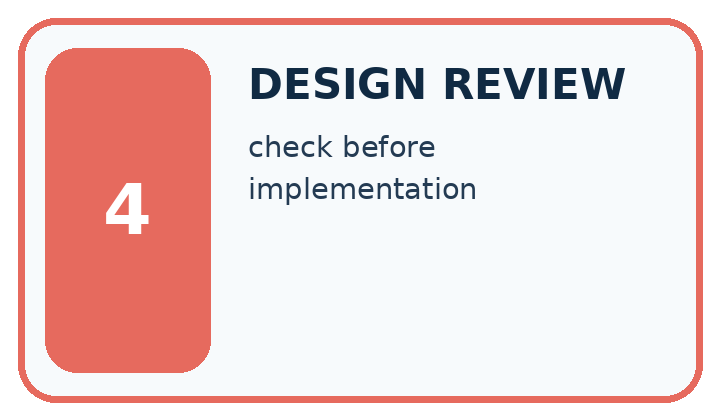 4
DESIGN REVIEW
check before
implementation